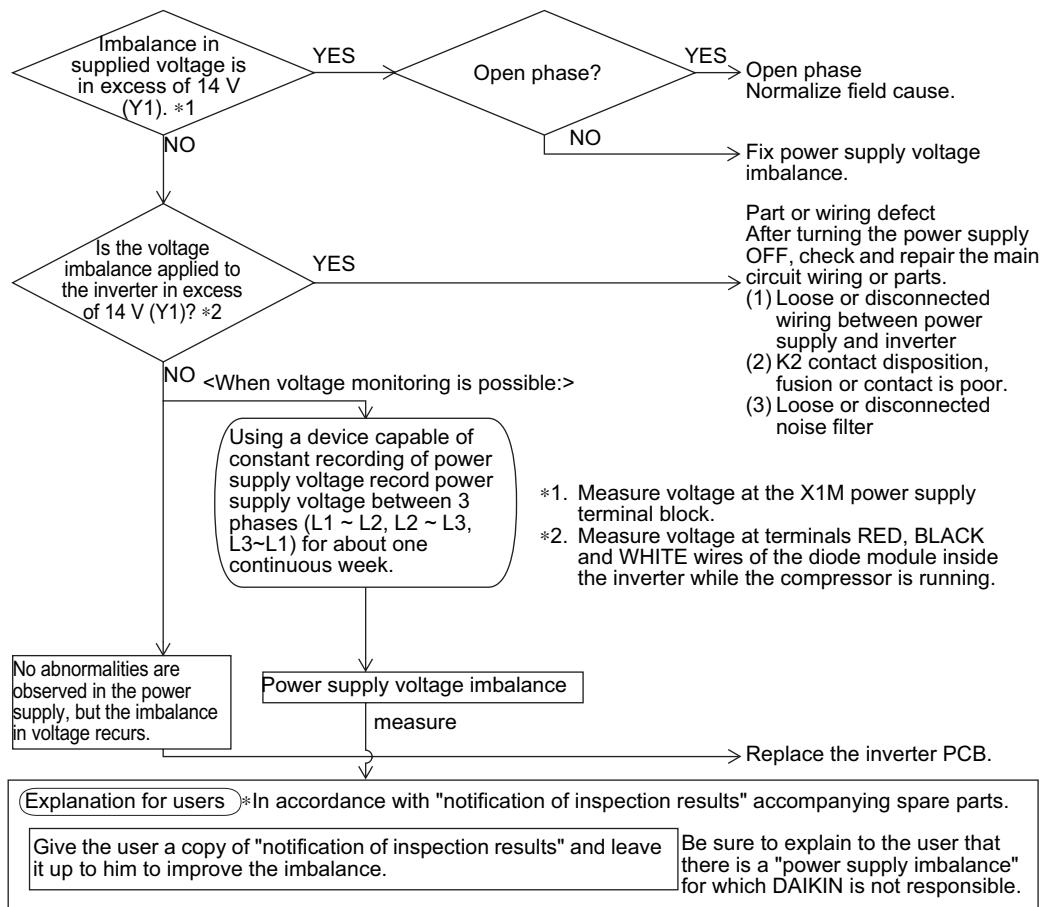 Imbalance in
supplied voltage is
in excess of 14 V
(Y1). *1
YES
Open phase?
YES
Open phase
Normalize field cause.
NO
NO
Fix power supply voltage
imbalance.
Is the voltage
imbalance applied to
the inverter in excess
of 14 V (Y1)? *2
YES
Part or wiring defect
After turning the power supply
OFF, check and repair the main
circuit wiring or parts.
(1) Loose or disconnected
wiring between power
supply and inverter
(2) K2 contact disposition,
fusion or contact is poor.
(3) Loose or disconnected
noise filter
NO
<When voltage monitoring is possible:>
Using a device capable of
constant recording of power
supply voltage record power
supply voltage between 3
phases (L1 ~ L2, L2 ~ L3,
L3~L1) for about one
continuous week.
*1. Measure voltage at the X1M power supply
terminal block.
*2. Measure voltage at terminals RED, BLACK
and WHITE wires of the diode module inside
the inverter while the compressor is running.
No abnormalities are
observed in the power
supply, but the imbalance
in voltage recurs.
Power supply voltage imbalance
measure
Replace the inverter PCB.
Explanation for users *In accordance with "notification of inspection results" accompanying spare parts.
Give the user a copy of "notification of inspection results" and leave
it up to him to improve the imbalance.
Be sure to explain to the user that
there is a "power supply imbalance"
for which DAIKIN is not responsible.